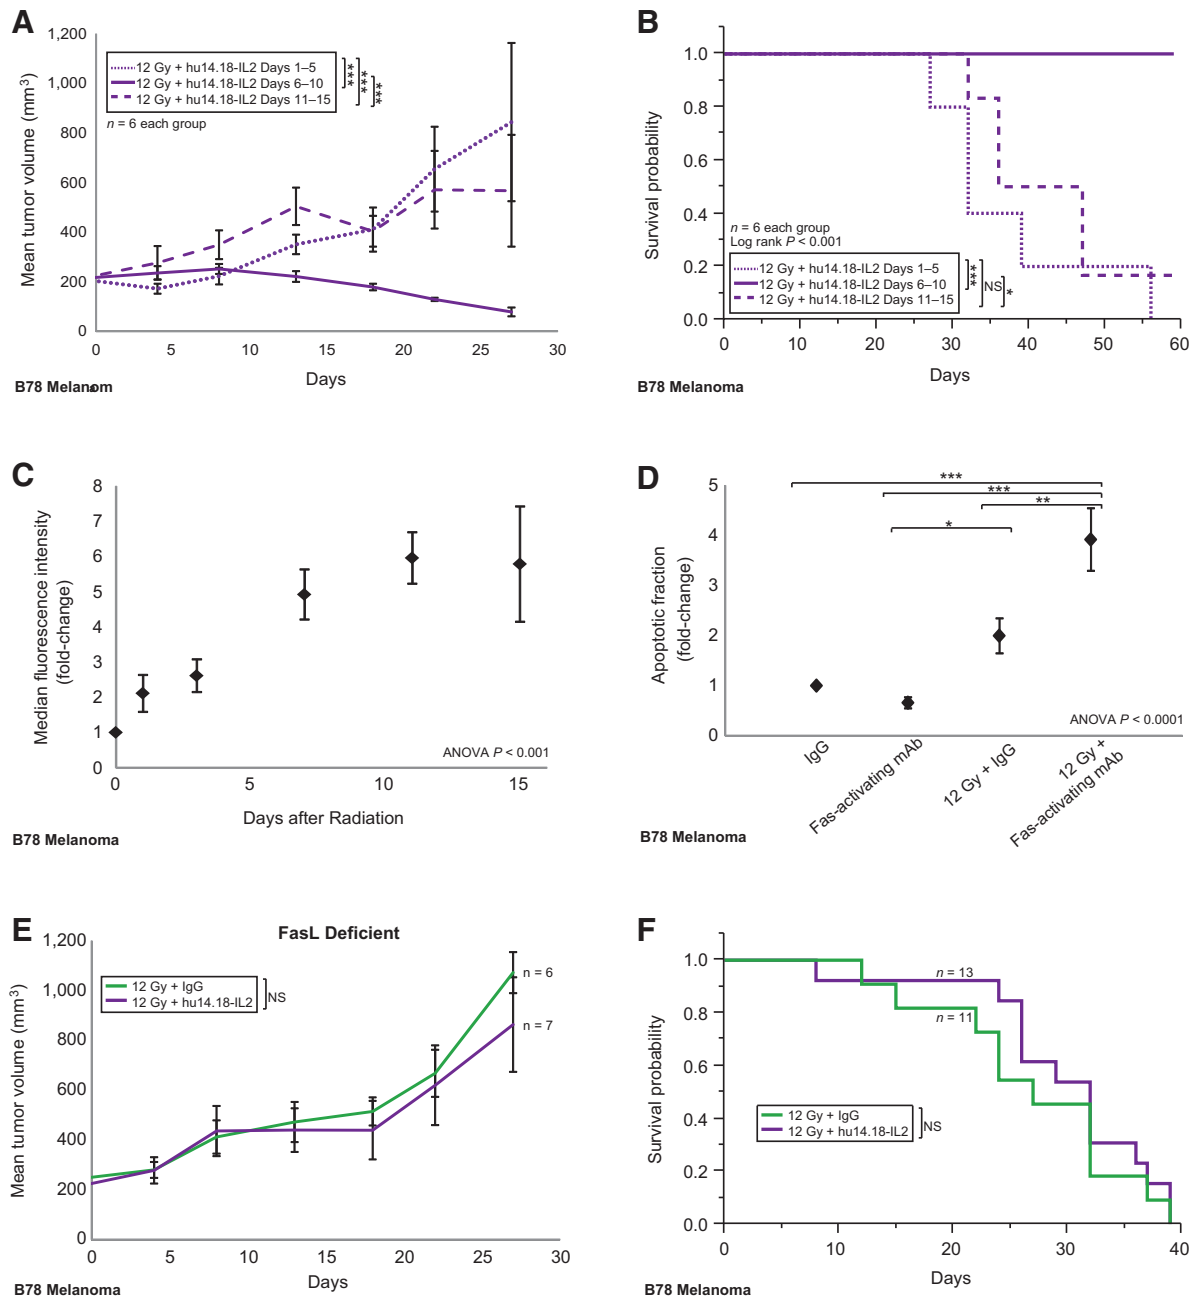 A
1,200
1,000
800
600
400
200
0
Mean tumor volume (mm³)
12 Gy + hu14.18-IL2 Days 1–5
12 Gy + hu14.18-IL2 Days 6–10
12 Gy + hu14.18-IL2 Days 11–15
***
***
***
n = 6 each group
0 5 10 15 20 25 30
Days
B78 Melanom
a
B
1.0
0.8
0.6
0.4
0.2
0.0
Survival probability
n = 6 each group
Log rank P < 0.001
12 Gy + hu14.18-IL2 Days 1–5
12 Gy + hu14.18-IL2 Days 6–10
12 Gy + hu14.18-IL2 Days 11–15
***
NS
*
0 10 20 30 40 50 60
Days
B78 Melanoma
C
8
7
6
5
4
3
2
1
0
Median fluorescence intensity
(fold-change)
ANOVA P < 0.001
0 5 10 15
Days after Radiation
B78 Melanoma
D
5
4
3
2
1
0
Apoptotic fraction
(fold-change)
***
***
**
*
ANOVA P < 0.0001
IgG
Fas-activating mAb
12 Gy + IgG
12 Gy +
Fas-activating mAb
B78 Melanoma
E
FasL Deficient
1,200
1,000
800
600
400
200
0
Mean tumor volume (mm³)
12 Gy + IgG
12 Gy + hu14.18-IL2
NS
n = 6
n = 7
0 5 10 15 20 25 30
Days
B78 Melanoma
F
1.0
0.8
0.6
0.4
0.2
0.0
Survival probability
n = 13
n = 11
12 Gy + IgG
12 Gy + hu14.18-IL2
NS
0 10 20 30 40
Days
B78 Melanoma